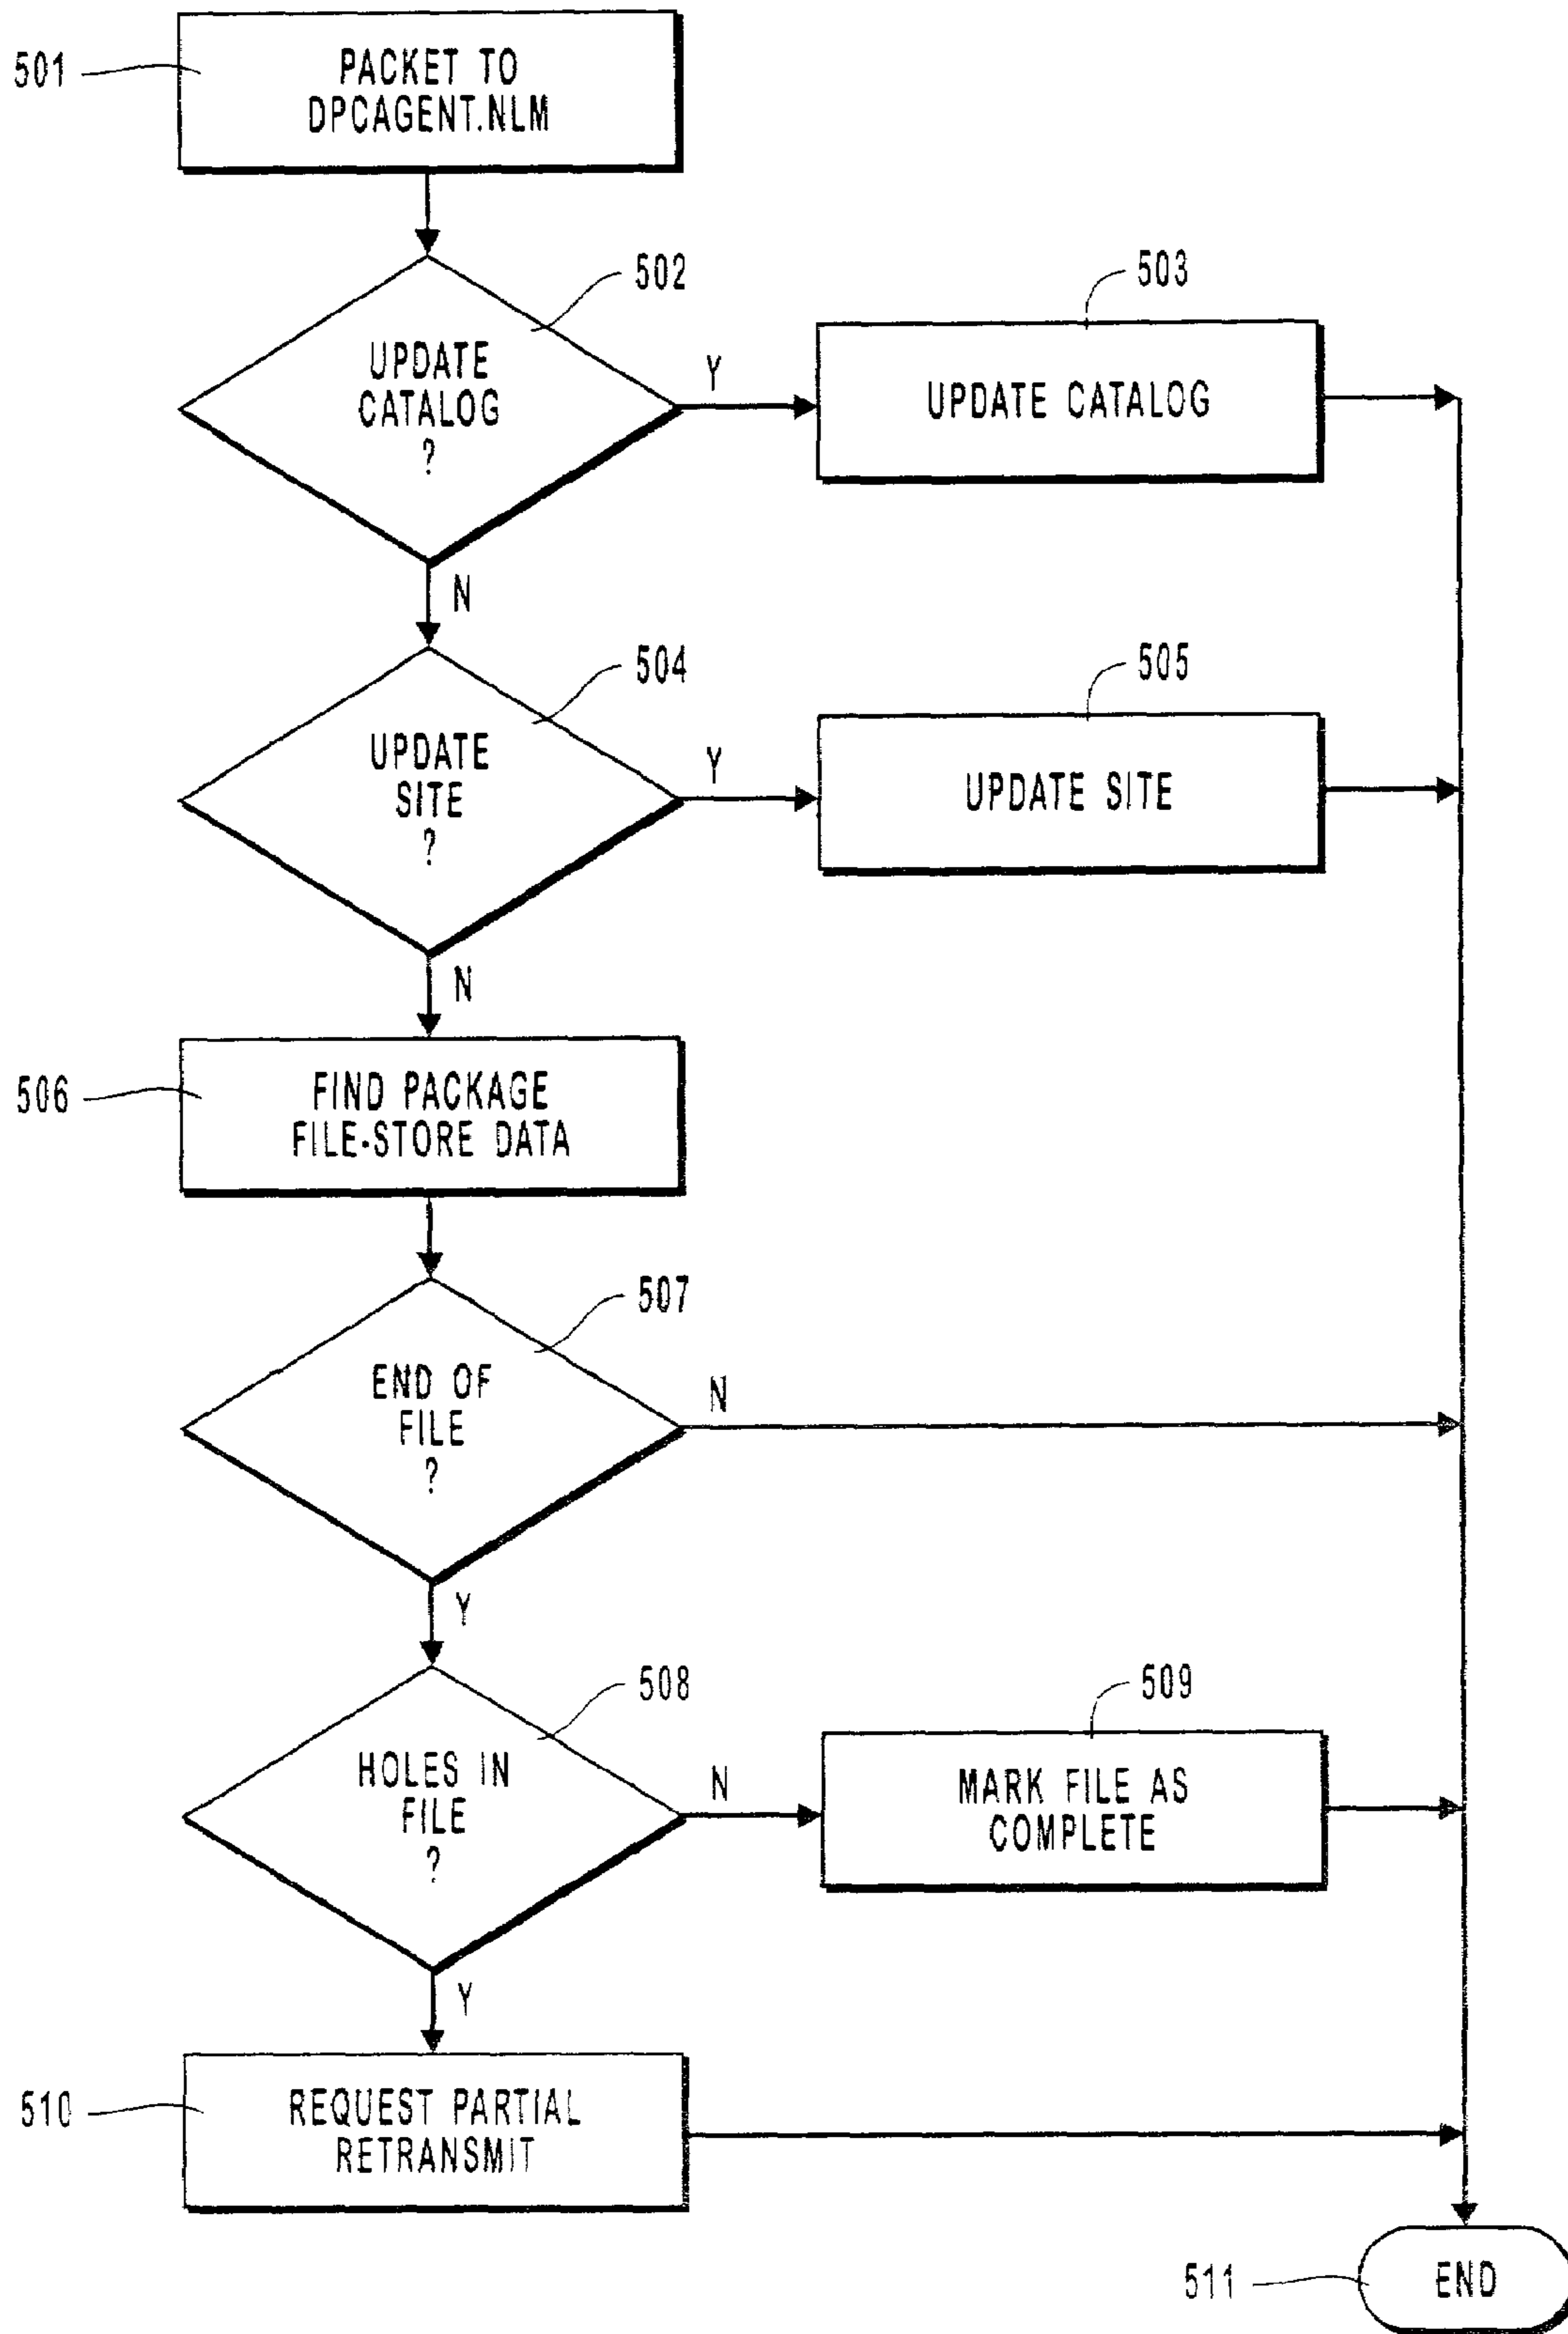 501
PACKET TO
DPCAGENT.NLM
502
UPDATE
CATALOG
?
Y
503
UPDATE CATALOG
N
504
UPDATE
SITE
?
Y
505
UPDATE SITE
N
506
FIND PACKAGE
FILE-STORE DATA
507
END OF
FILE
?
N
Y
508
HOLES IN
FILE
?
N
509
MARK FILE AS
COMPLETE
Y
510
REQUEST PARTIAL
RETRANSMIT
511
END